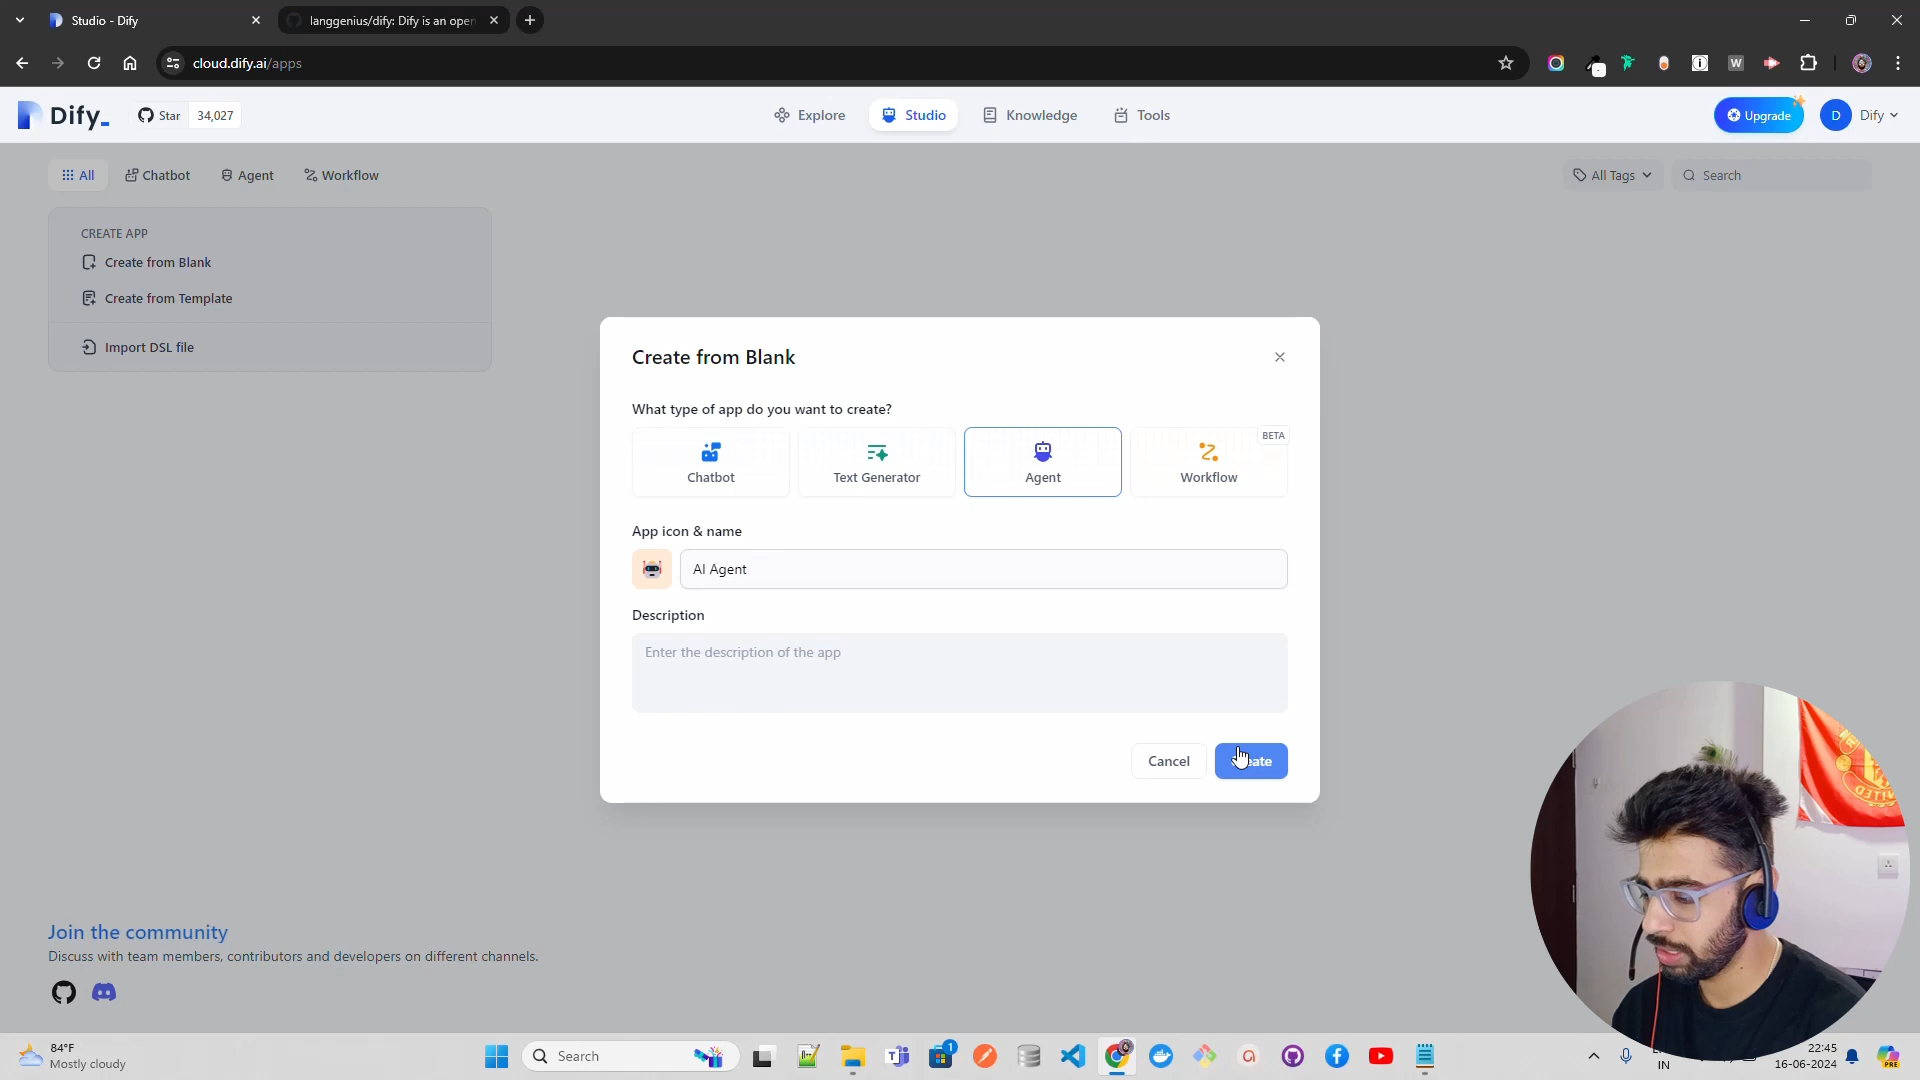 Studio - Dify
langgenius/dify: Dify is an open
cloud.dify.ai/apps
Dify_
Star 34,027
Explore
Studio
Knowledge
Tools
Upgrade
D
Dify
All
Chatbot
Agent
Workflow
All Tags
Search
CREATE APP
Create from Blank
Create from Template
Import DSL file
Create from Blank
What type of app do you want to create?
BETA
Chatbot
Text Generator
Agent
Workflow
App icon & name
AI Agent
Description
Enter the description of the app
Cancel
Join the community
Discuss with team members, contributors and developers on different channels.
84°F
Mostly cloudy
Search
1
IN
22:45
16-06-2024
PRE